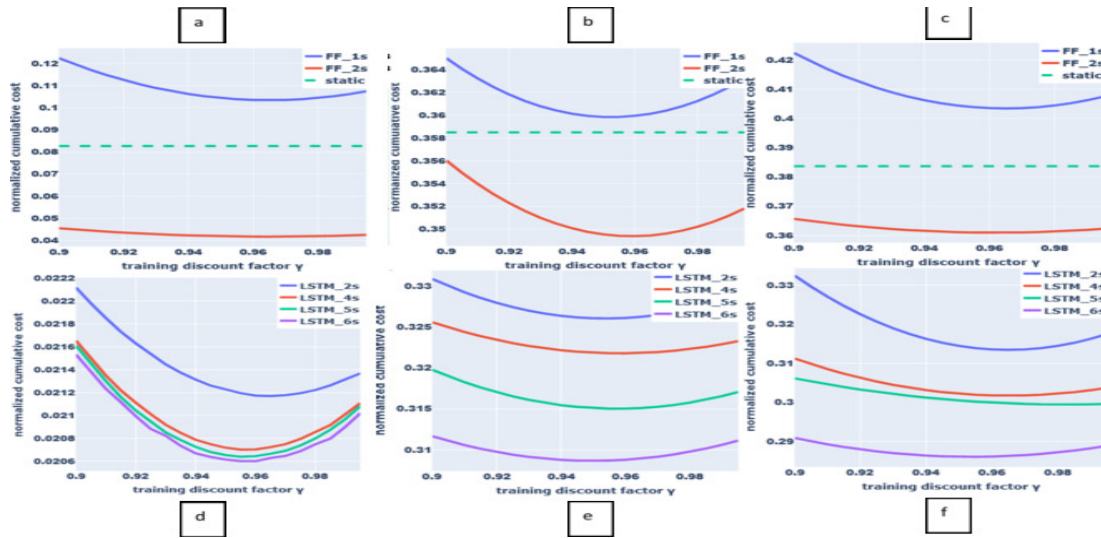 a
b
c
FF_1s
FF_2s
static
0.12
0.11
0.1
0.09
0.08
0.07
0.06
0.05
0.04
normalized cumulative cost
0.9
0.92
0.94
0.96
0.98
training discount factor γ
FF_1s
FF_2s
static
0.364
0.362
0.36
0.358
0.356
0.354
0.352
0.35
normalized cumulative cost
0.9
0.92
0.94
0.96
0.98
training discount factor γ
FF_1s
FF_2s
static
0.42
0.41
0.4
0.39
0.38
0.37
0.36
normalized cumulative cost
0.9
0.92
0.94
0.96
0.98
training discount factor γ
LSTM_2s
LSTM_4s
LSTM_5s
LSTM_6s
0.0222
0.022
0.0218
0.0216
0.0214
0.0212
0.021
0.0208
0.0206
normalized cumulative cost
0.9
0.92
0.94
0.96
0.98
training discount factor γ
LSTM_2s
LSTM_4s
LSTM_5s
LSTM_6s
0.33
0.325
0.32
0.315
0.31
normalized cumulative cost
0.9
0.92
0.94
0.96
0.98
training discount factor γ
LSTM_2s
LSTM_4s
LSTM_5s
LSTM_6s
0.33
0.32
0.31
0.3
0.29
normalized cumulative cost
0.9
0.92
0.94
0.96
0.98
training discount factor γ
d
e
f